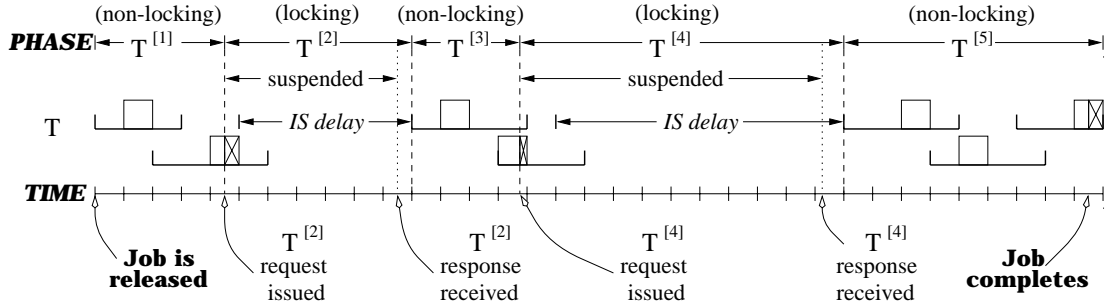 (non-locking) (locking) (non-locking) (locking) (non-locking)
PHASE T [1] T [2] T [3] T [4] T [5]
suspended suspended
T IS delay IS delay
TIME
Job is released
T [2] request issued
T [2] response received
T [4] request issued
T [4] response received
Job completes